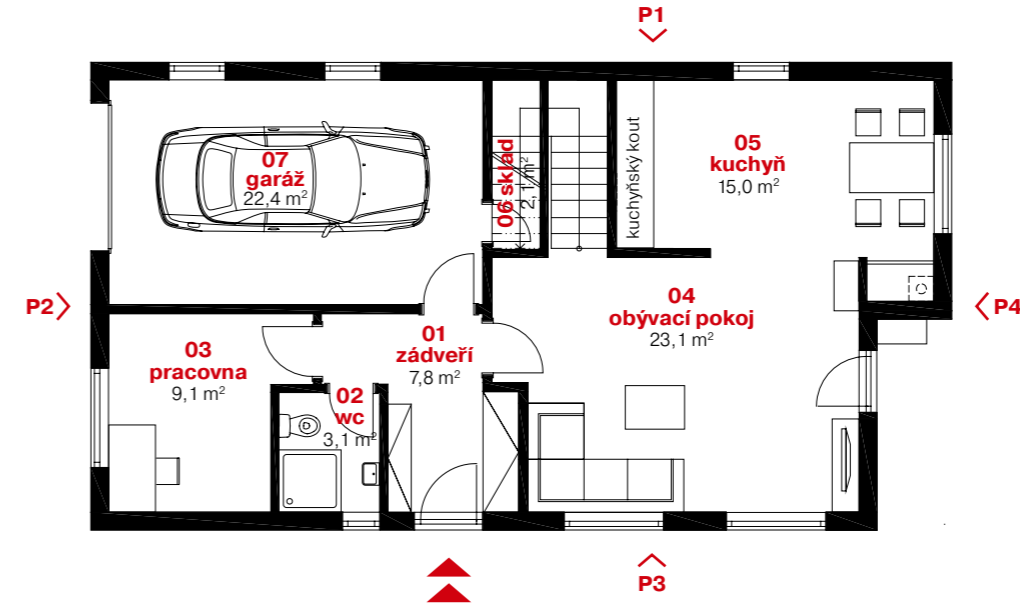 P1
07
garáž
22,4 m²
06 sklad
2,1 m²
kuchyňský kout
05
kuchyň
15,0 m²
P2
P4
04
obývací pokoj
23,1 m²
01
zádveří
7,8 m²
03
pracovna
9,1 m²
02
wc
3,1 m²
P3